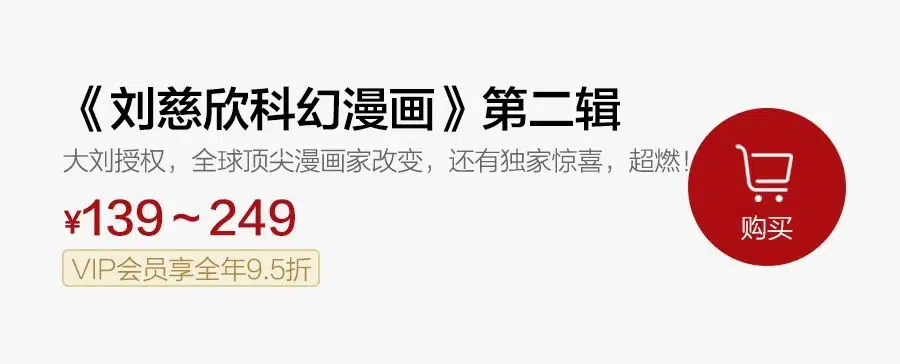 《刘慈欣科幻漫画》第二辑
大刘授权，全球顶尖漫画家改变，还有独家惊喜，超燃！
¥139~249
VIP会员享全年9.5折
购买